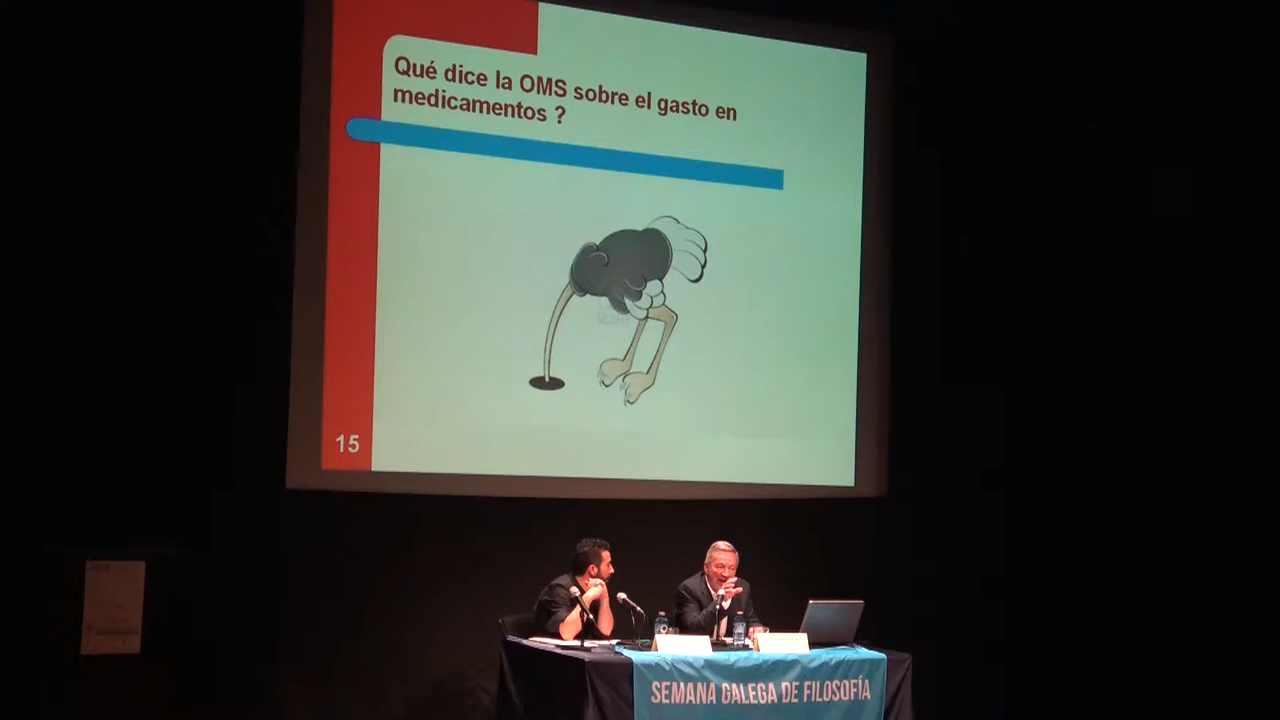 Qué dice la OMS sobre el gasto en
medicamentos ?
15
SEMANA GALEGA DE FILOSOFÍA